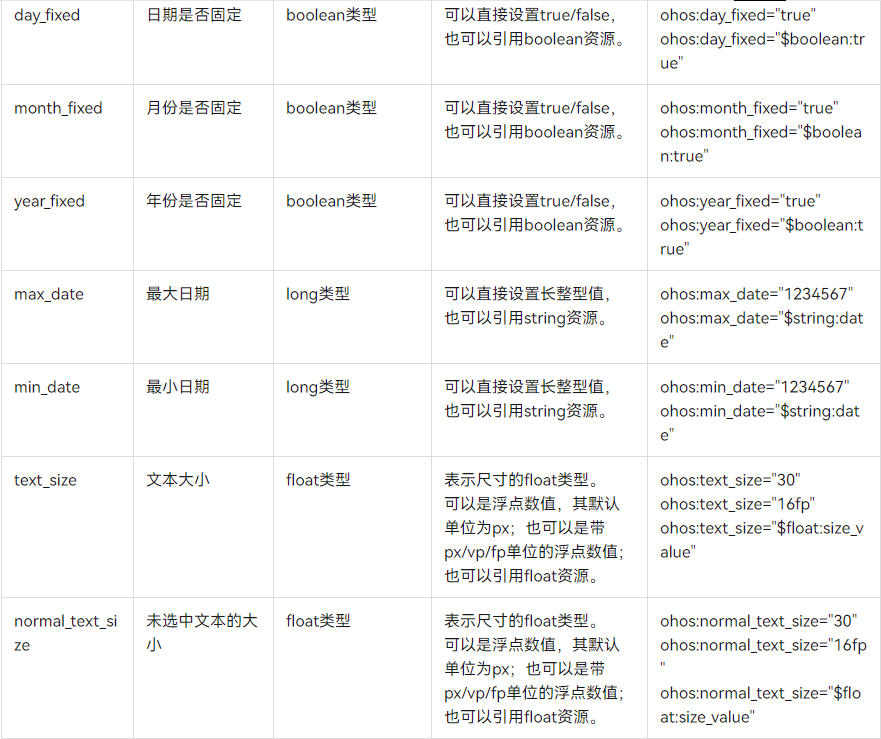 day_fixed
日期是否固定
boolean类型
可以直接设置true/false，
也可以引用boolean资源。
ohos:day_fixed="true"
ohos:day_fixed="$boolean:tr
ue"
month_fixed
月份是否固定
boolean类型
可以直接设置true/false，
也可以引用boolean资源。
ohos:month_fixed="true"
ohos:month_fixed="$boolea
n:true"
year_fixed
年份是否固定
boolean类型
可以直接设置true/false，
也可以引用boolean资源。
ohos:year_fixed="true"
ohos:year_fixed="$boolean:t
rue"
max_date
最大日期
long类型
可以直接设置长整型值，
也可以引用string资源。
ohos:max_date="1234567"
ohos:max_date="$string:dat
e"
min_date
最小日期
long类型
可以直接设置长整型值，
也可以引用string资源。
ohos:min_date="1234567"
ohos:min_date="$string:dat
e"
text_size
文本大小
float类型
表示尺寸的float类型。
可以是浮点数值，其默认
单位为px；也可以是带
px/vp/fp单位的浮点数值；
也可以引用float资源。
ohos:text_size="30"
ohos:text_size="16fp"
ohos:text_size="$float:size_v
alue"
normal_text_si
ze
未选中文本的大
小
float类型
表示尺寸的float类型。
可以是浮点数值，其默认
单位为px；也可以是带
px/vp/fp单位的浮点数值；
也可以引用float资源。
ohos:normal_text_size="30"
ohos:normal_text_size="16fp
"
ohos:normal_text_size="$flo
at:size_value"